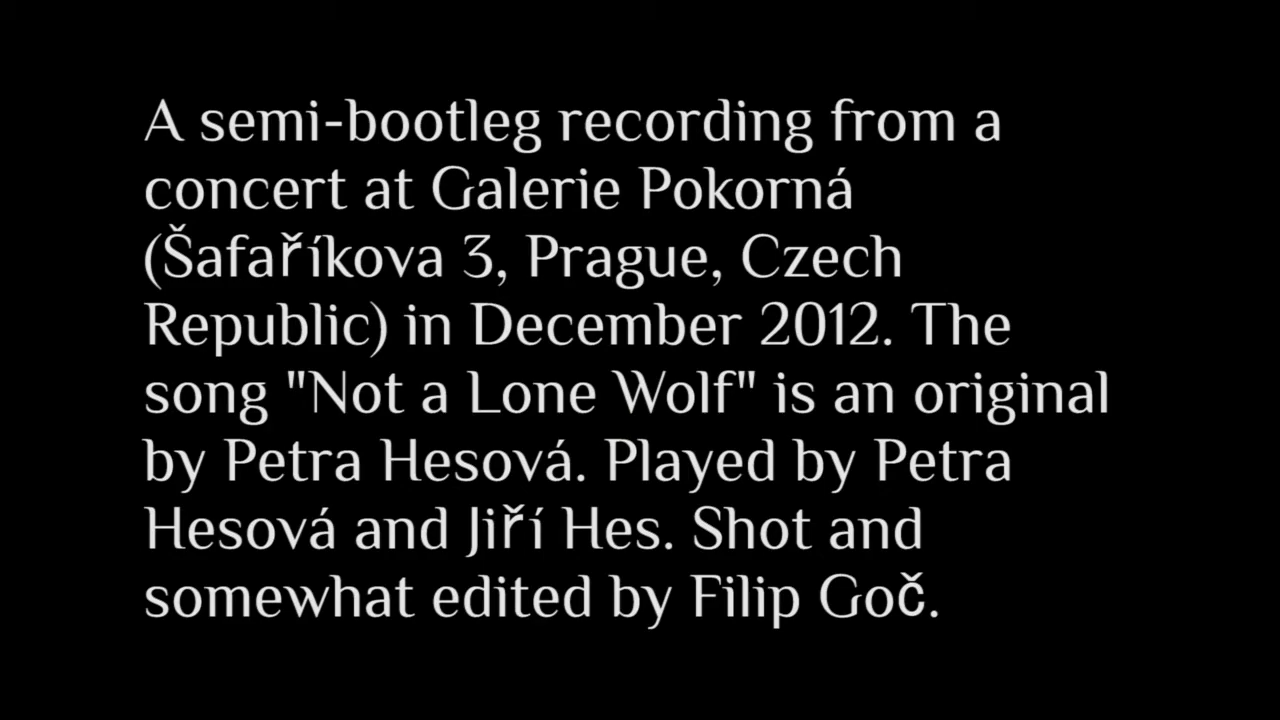 A semi-bootleg recording from a
concert at Galerie Pokorná
(Šafaříkova 3, Prague, Czech
Republic) in December 2012. The
song "Not a Lone Wolf" is an original
by Petra Hesová. Played by Petra
Hesová and Jiří Hes. Shot and
somewhat edited by Filip Goč.